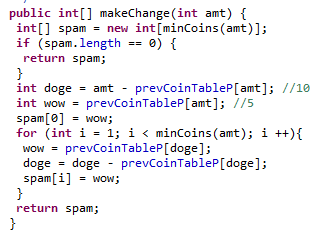 public int[] makeChange(int amt) {
int[] spam = new int[minCoins(amt)];
if (spam.length == 0) {
return spam;
}
int doge = amt - prevCoinTableP[amt]; //10
int wow = prevCoinTableP[amt]; //5
spam[0] = wow;
for (int i = 1; i < minCoins(amt); i ++){
wow = prevCoinTableP[doge];
doge = doge - prevCoinTableP[doge];
spam[i] = wow;
}
return spam;
}